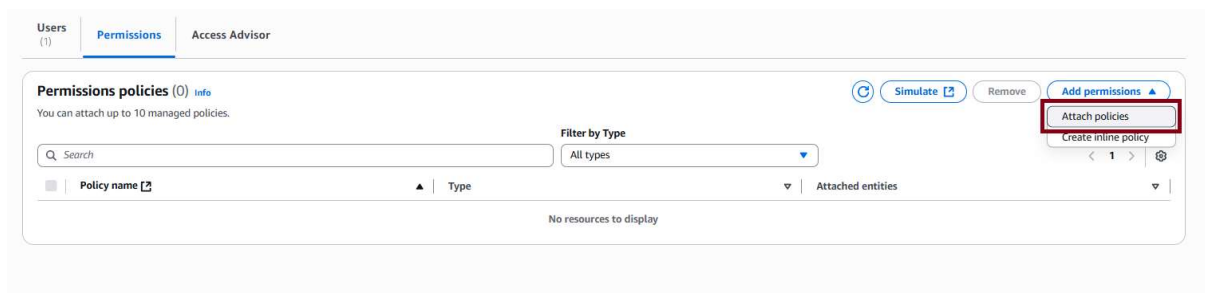 Users
(1)
Permissions
Access Advisor
Permissions policies (0) Info
Simulate
Remove
Add permissions
You can attach up to 10 managed policies.
Attach policies
Create inline policy
Filter by Type
Search
All types
1
Policy name
Type
Attached entities
No resources to display